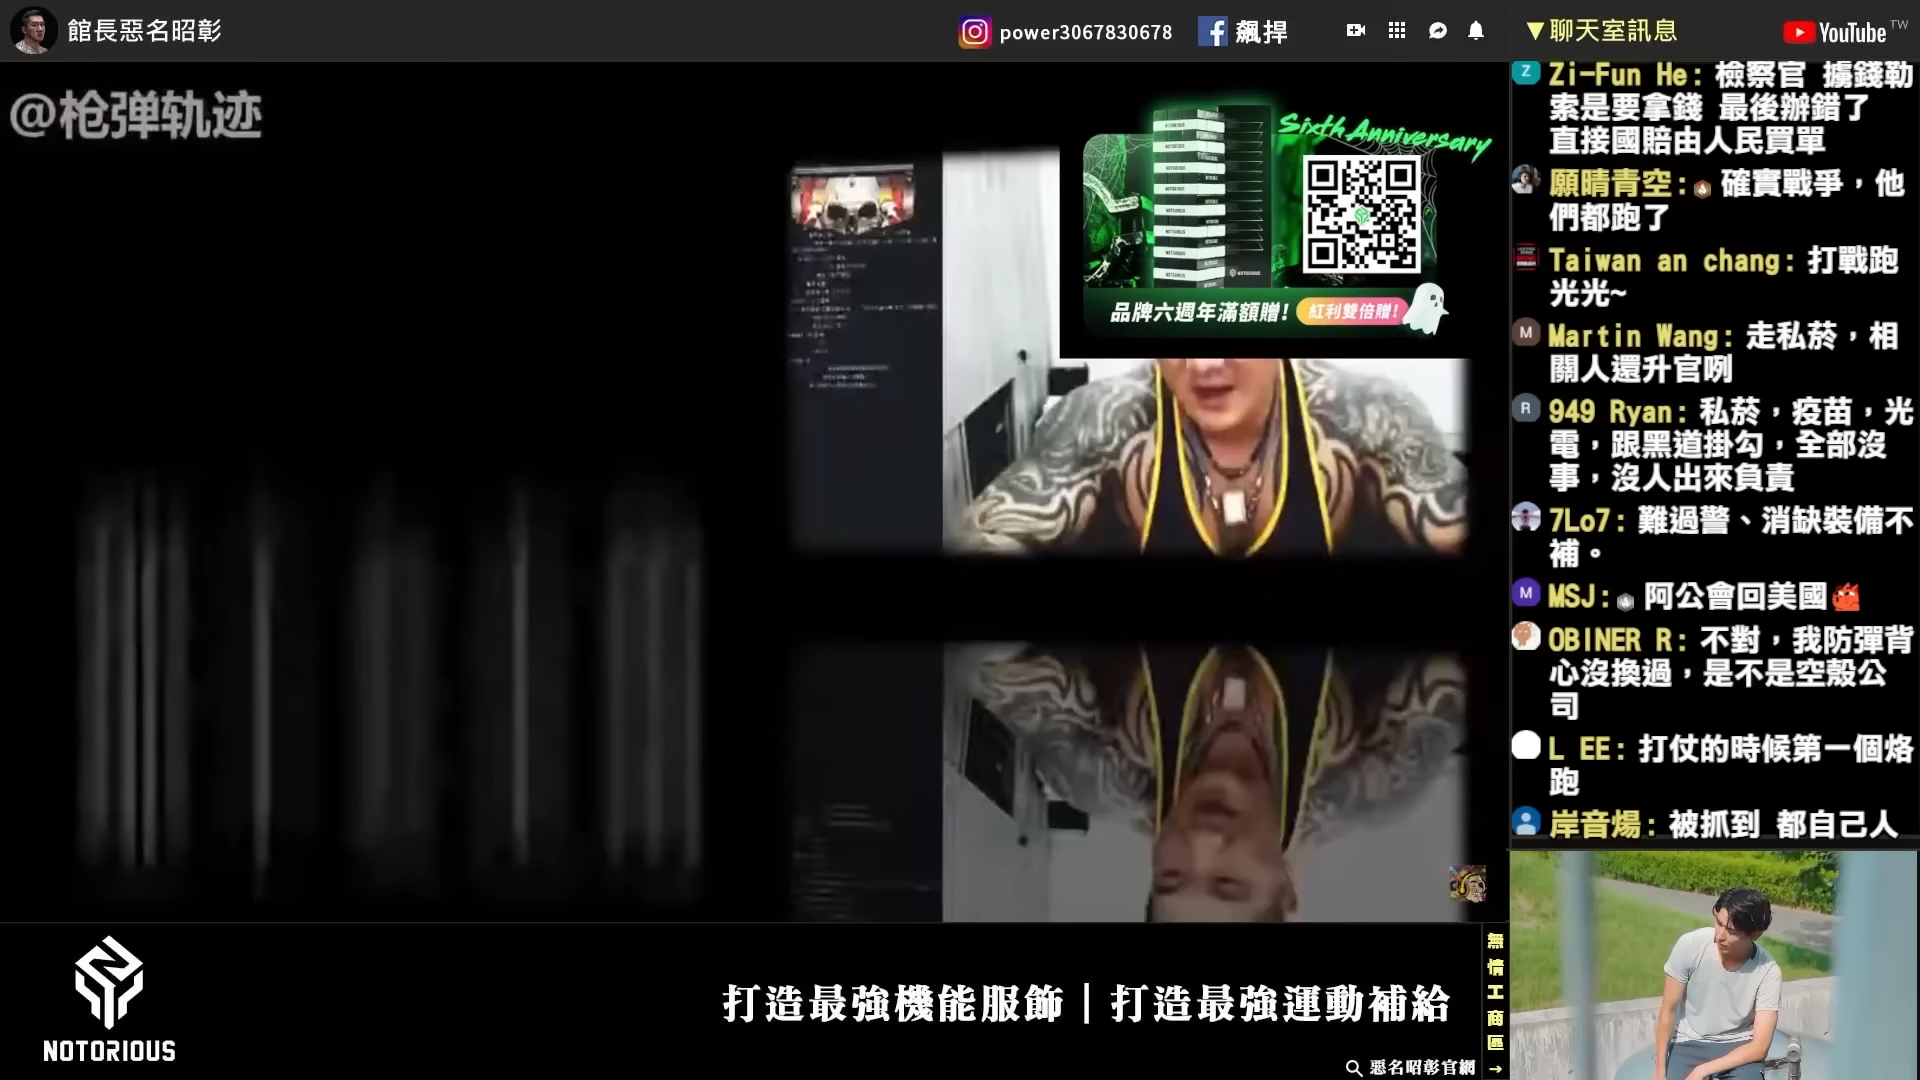 館長惡名昭彰
power3067830678
飆捍
▼聊天室訊息
YouTube TW
@枪弹轨迹
Sixth Anniversary
NOTORIOUS
品牌六週年滿額贈!
紅利雙倍贈!
Zi-Fun He: 檢察官 擄錢勒
索是要拿錢 最後辦錯了
直接國賠由人民買單
願晴青空: 確實戰爭，他
們都跑了
Taiwan an chang: 打戰跑
光光~
Martin Wang: 走私菸，相
關人還升官咧
949 Ryan: 私菸，疫苗，光
電，跟黑道掛勾，全部沒
事，沒人出來負責
7Lo7: 難過警、消缺裝備不
補。
MSJ: 阿公會回美國
OBINER R: 不對，我防彈背
心沒換過，是不是空殼公
司
L EE: 打仗的時候第一個烙
跑
岸音煬: 被抓到 都自己人
NOTORIOUS
打造最強機能服飾｜打造最強運動補給
惡名昭彰官網
無情工商區→